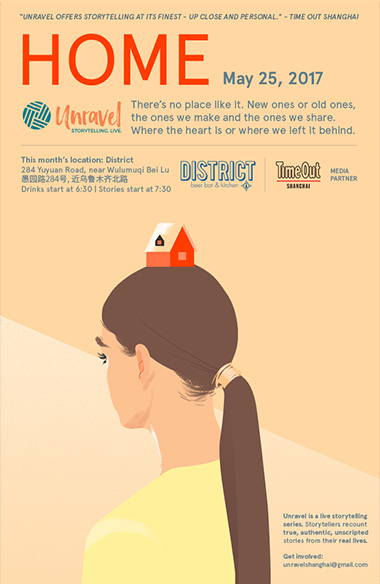 "UNRAVEL OFFERS STORYTELLING AT ITS FINEST - UP CLOSE AND PERSONAL." - TIME OUT SHANGHAI
HOME
May 25, 2017
Unravel
STORYTELLING. LIVE.
There's no place like it. New ones or old ones,
the ones we make and the ones we share.
Where the heart is or where we left it behind.
This month's location: District
284 Yuyuan Road, near Wulumuqi Bei Lu
愚园路284号, 近乌鲁木齐北路
Drinks start at 6:30 | Stories start at 7:30
DISTRICT
beer bar & kitchen
TimeOut
SHANGHAI
MEDIA
PARTNER
Unravel is a live storytelling
series. Storytellers recount
true, authentic, unscripted
stories from their real lives.
Get involved:
unravelshanghai@gmail.com